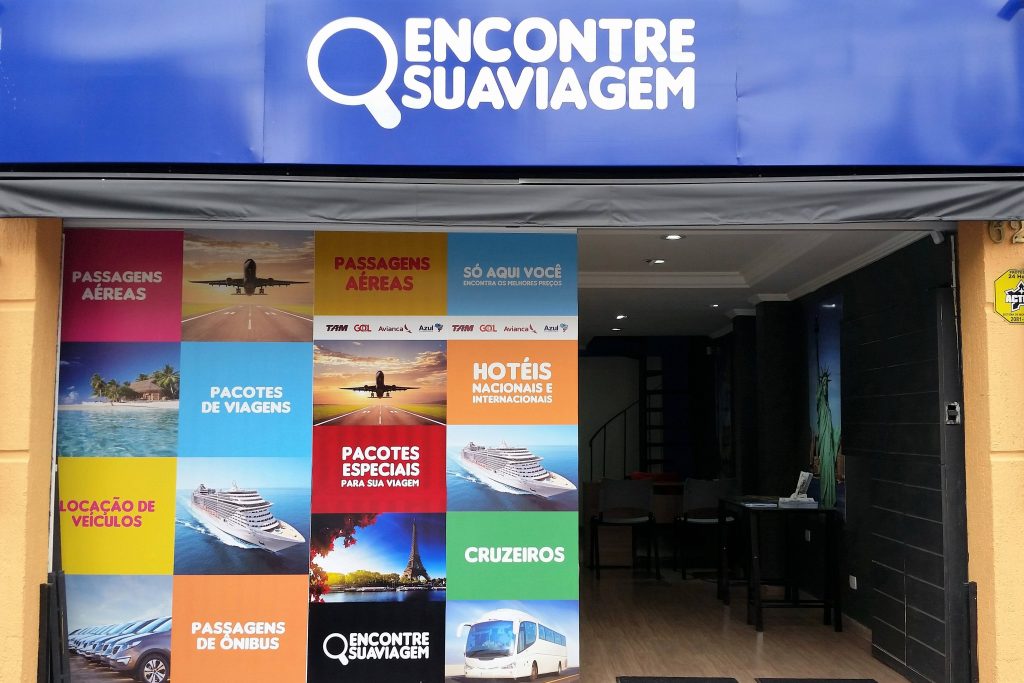 ENCONTRE
SUAVIAGEM
62
PASSAGENS
AÉREAS
PASSAGENS
AÉREAS
SÓ AQUI VOCÊ
ENCONTRA OS MELHORES PREÇOS
TAM GOL Avianca Azul TAM GOL Avianca Azul
PACOTES
DE VIAGENS
HOTÉIS
NACIONAIS E
INTERNACIONAIS
PACOTES
ESPECIAIS
PARA SUA VIAGEM
LOCAÇÃO DE
VEÍCULOS
CRUZEIROS
PASSAGENS
DE ÔNIBUS
ENCONTRE
SUAVIAGEM